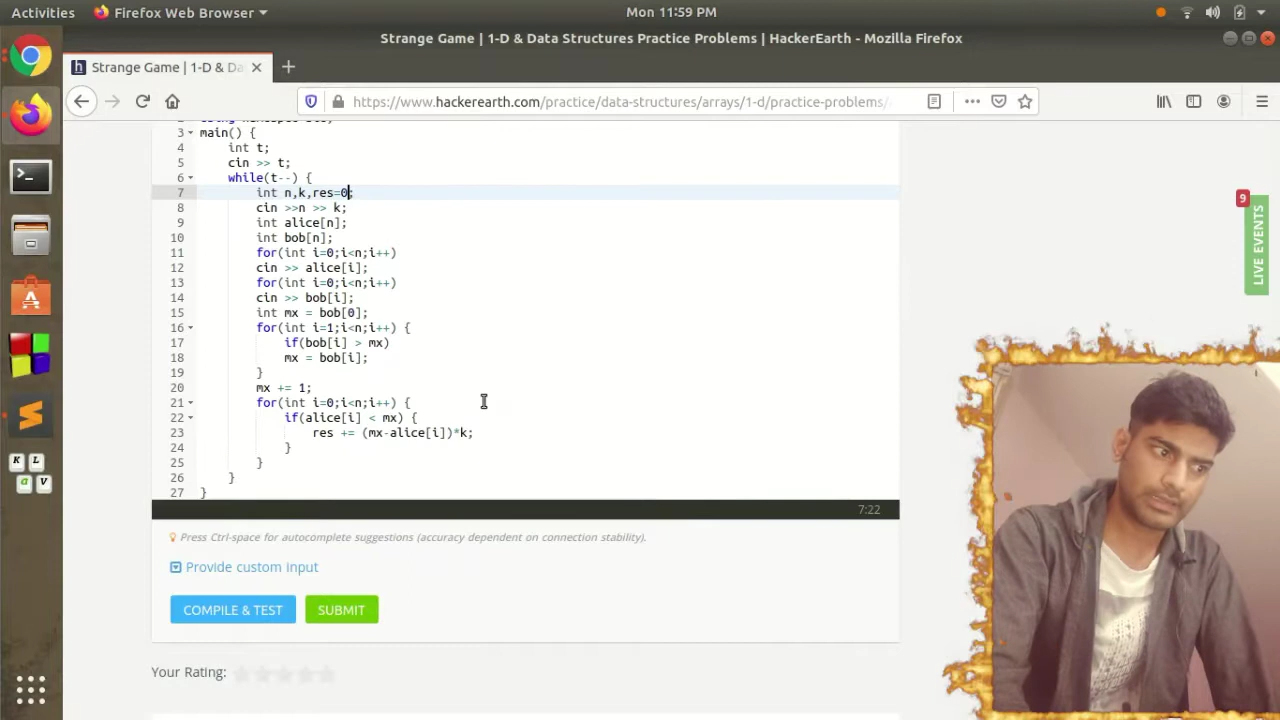 Activities
Firefox Web Browser
Mon 11:59 PM
Strange Game | 1-D & Data Structures Practice Problems | HackerEarth - Mozilla Firefox
h Strange Game | 1-D & Da
https://www.hackerearth.com/practice/data-structures/arrays/1-d/practice-problems/
3 main() {
4 int t;
5 cin >> t;
6 while(t--) {
7 int n,k,res=0;
8 cin >>n >> k;
9 int alice[n];
10 int bob[n];
11 for(int i=0;i<n;i++)
12 cin >> alice[i];
13 for(int i=0;i<n;i++)
14 cin >> bob[i];
15 int mx = bob[0];
16 for(int i=1;i<n;i++) {
17 if(bob[i] > mx)
18 mx = bob[i];
19 }
20 mx += 1;
21 for(int i=0;i<n;i++) {
22 if(alice[i] < mx) {
23 res += (mx-alice[i])*k;
24 }
25 }
26 }
27 }
7:22
Press Ctrl-space for autocomplete suggestions (accuracy dependent on connection stability).
Provide custom input
COMPILE & TEST
SUBMIT
Your Rating:
9
LIVE EVENTS
K L
a V